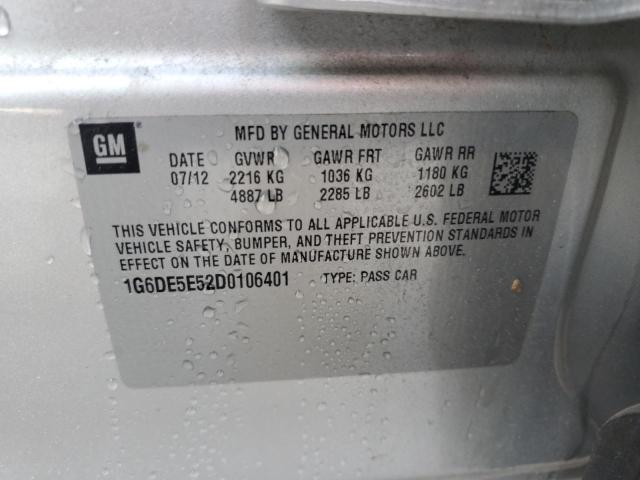 GM
MFD BY GENERAL MOTORS LLC
DATE GVWR GAWR FRT GAWR RR
07/12 2216 KG 1036 KG 1180 KG
4887 LB 2285 LB 2602 LB
THIS VEHICLE CONFORMS TO ALL APPLICABLE U.S. FEDERAL MOTOR
VEHICLE SAFETY, BUMPER, AND THEFT PREVENTION STANDARDS IN
EFFECT ON THE DATE OF MANUFACTURE SHOWN ABOVE.
1G6DE5E52D0106401 TYPE: PASS CAR